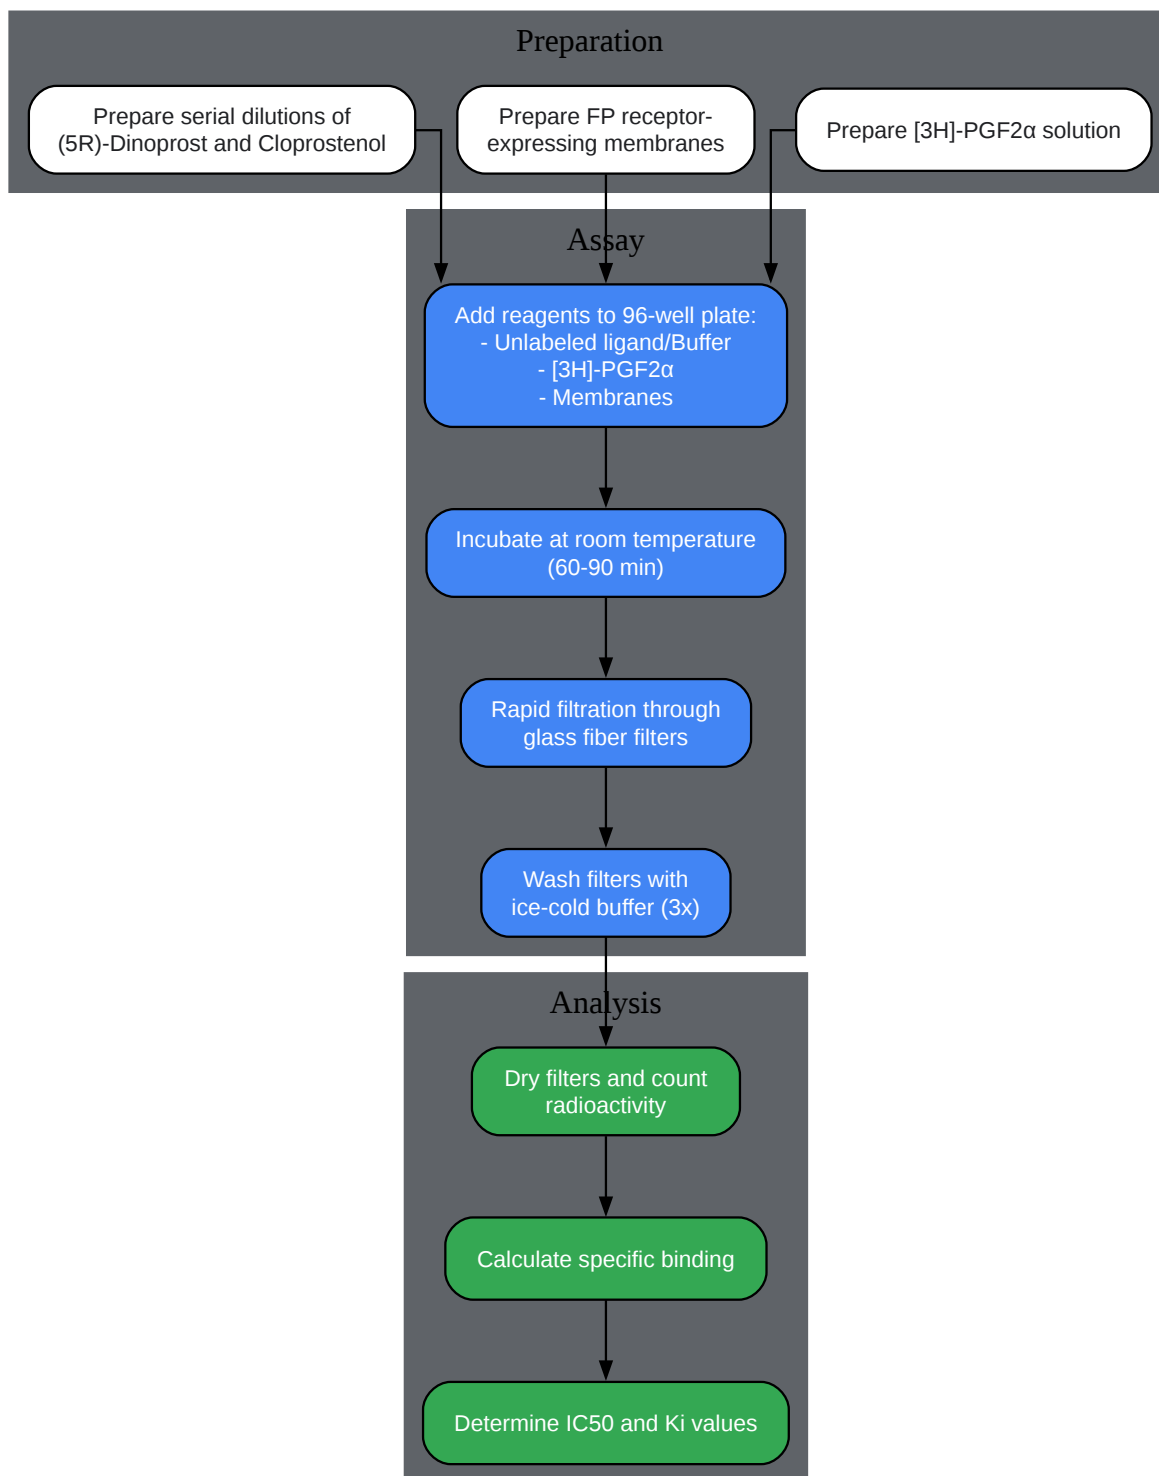 Preparation
Prepare serial dilutions of
(5R)-Dinoprost and Cloprostenol
Prepare FP receptor-
expressing membranes
Prepare [3H]-PGF2α solution
Assay
Add reagents to 96-well plate:
- Unlabeled ligand/Buffer
- [3H]-PGF2α
- Membranes
Incubate at room temperature
(60-90 min)
Rapid filtration through
glass fiber filters
Wash filters with
ice-cold buffer (3x)
Analysis
Dry filters and count
radioactivity
Calculate specific binding
Determine IC50 and Ki values